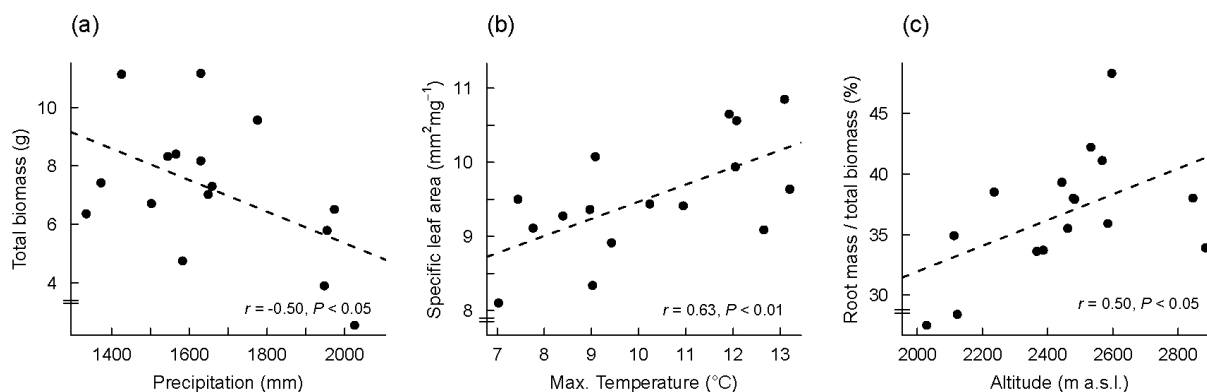 (a)
Total biomass (g)
10
8
6
4
r = -0.50, P < 0.05
1400 1600 1800 2000
Precipitation (mm)
(b)
Specific leaf area (mm²mg⁻¹)
11
10
9
8
r = 0.63, P < 0.01
7 8 9 10 11 12 13
Max. Temperature (°C)
(c)
Root mass / total biomass (%)
45
40
35
30
r = 0.50, P < 0.05
2000 2200 2400 2600 2800
Altitude (m a.s.l.)